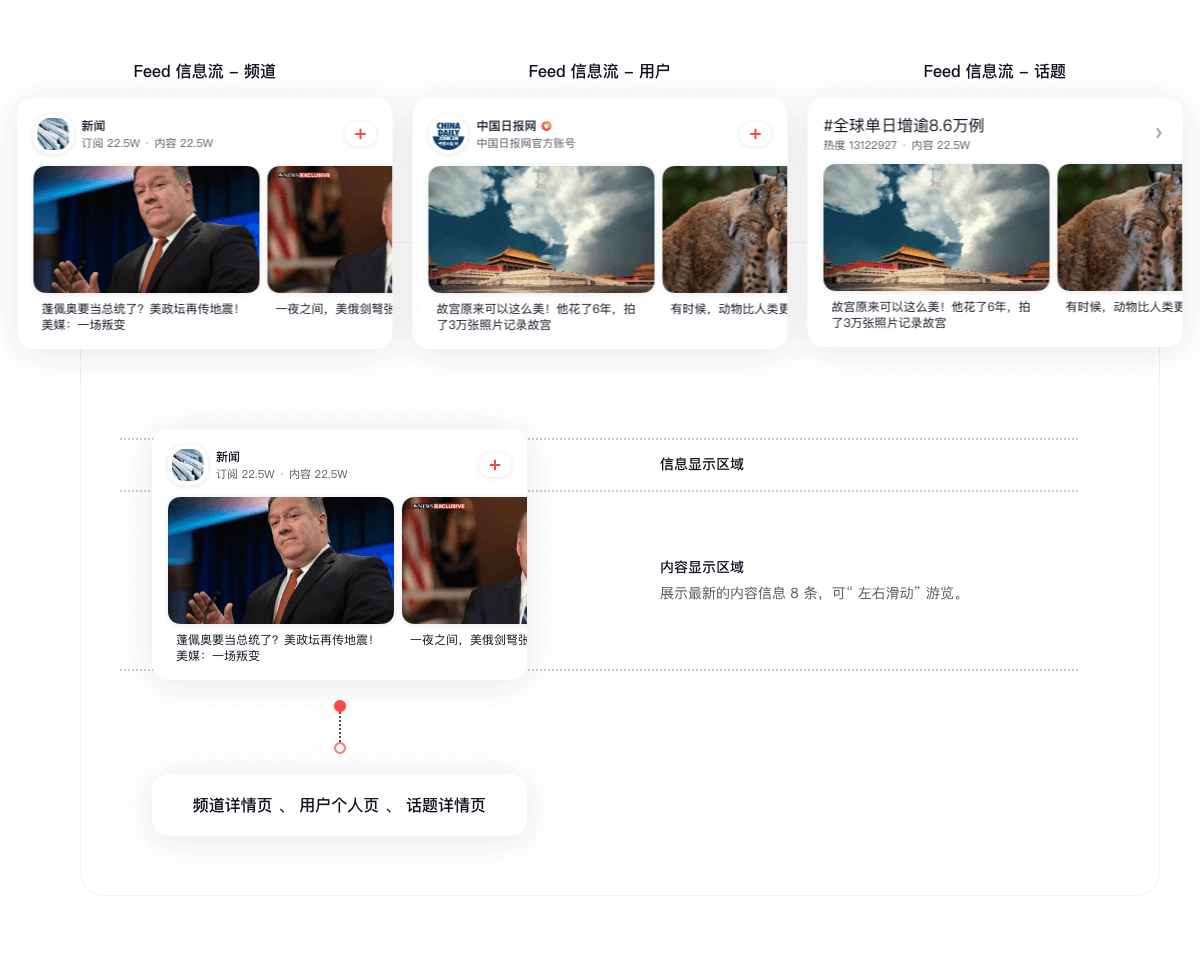 Feed 信息流 – 频道
Feed 信息流 – 用户
Feed 信息流 – 话题
新闻
订阅 22.5W · 内容 22.5W
NEWS EXCLUSIVE
蓬佩奥要当总统了？美政坛再传地震！
美媒：一场叛变
一夜之间，美俄剑弩张
CHINA
DAILY
中国日报网
中国日报网官方账号
故宫原来可以这么美！他花了6年，拍
了3万张照片记录故宫
有时候，动物比人类更
#全球单日增逾8.6万例
热度 13122927 · 内容 22.5W
故宫原来可以这么美！他花了6年，拍
了3万张照片记录故宫
有时候，动物比人类更
新闻
订阅 22.5W · 内容 22.5W
NEWS EXCLUSIVE
蓬佩奥要当总统了？美政坛再传地震！
美媒：一场叛变
一夜之间，美俄剑弩张
信息显示区域
内容显示区域
展示最新的内容信息 8 条，可“ 左右滑动” 游览。
频道详情页 、 用户个人页 、 话题详情页